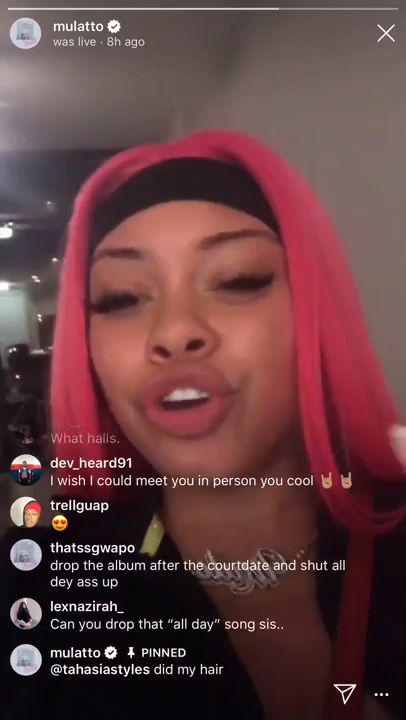 mulatto
was live · 8h ago
What halls.
dev_heard91
I wish I could meet you in person you cool 🤘🏼🤘🏼
trellguap
😍
thatssgwapo
drop the album after the courtdate and shut all
dey ass up
lexnazirah_
Can you drop that “all day” song sis..
mulatto PINNED
@tahasiastyles did my hair